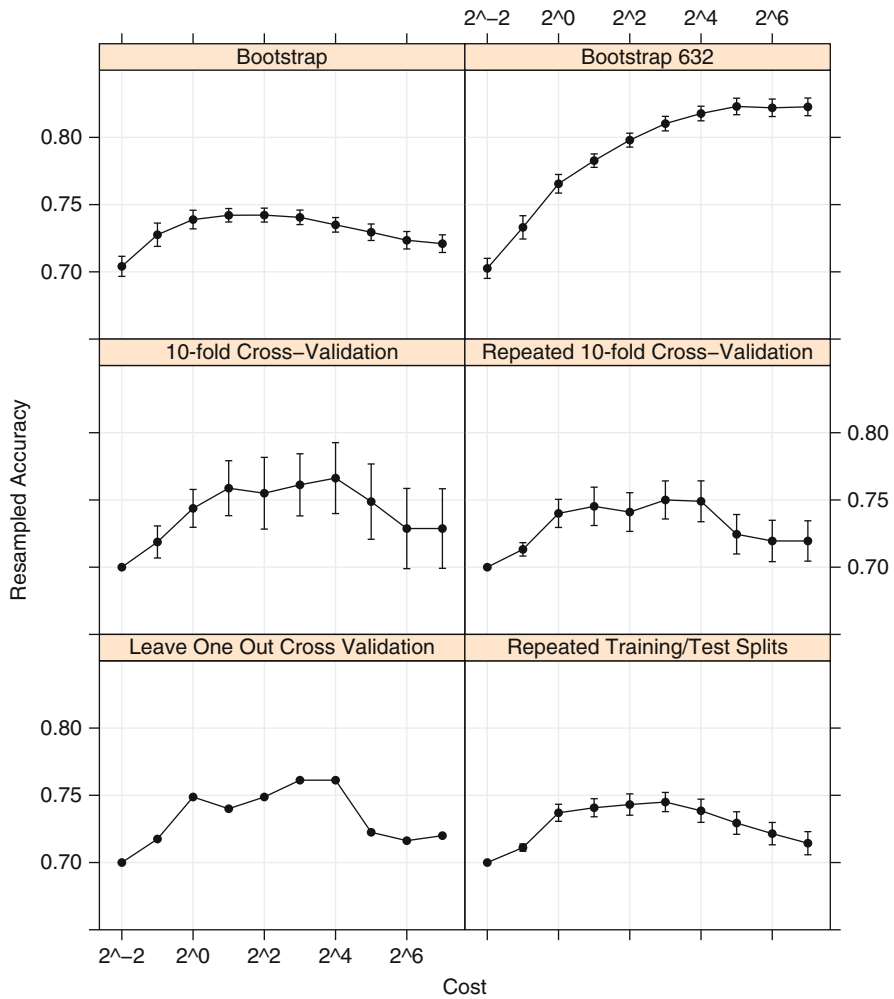 2^−2 2^0 2^2 2^4 2^6
Bootstrap
Bootstrap 632
0.80
0.75
0.70
10-fold Cross−Validation
Repeated 10-fold Cross−Validation
0.80
0.75
0.70
Resampled Accuracy
Leave One Out Cross Validation
Repeated Training/Test Splits
0.80
0.75
0.70
2^−2 2^0 2^2 2^4 2^6
Cost